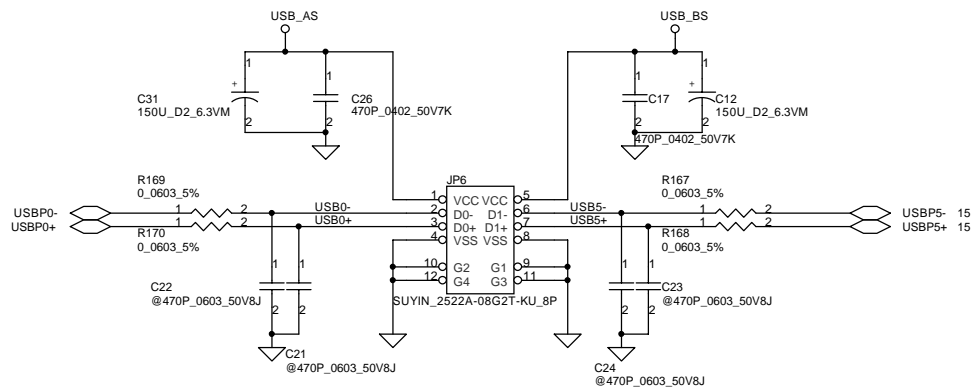 USB_AS
USB_BS
1
1
1
1
+
+
C31
150U_D2_6.3VM
C26
470P_0402_50V7K
C17
C12
150U_D2_6.3VM
2
2
2
2
470P_0402_50V7K
R169
0_0603_5%
JP6
R167
0_0603_5%
1 VCC VCC 5
USBP0- 1 2 USB0- 2 D0- D1- 6 USB5- 1 2 USBP5- 15
USBP0+ 1 2 USB0+ 3 D0+ D1+ 7 USB5+ 1 2 USBP5+ 15
4 VSS VSS 8
R170
0_0603_5%
R168
0_0603_5%
10 G2 G1 9
12 G4 G3 11
1 1
1 1
C22
@470P_0603_50V8J
C23
@470P_0603_50V8J
SUYIN_2522A-08G2T-KU_8P
2 2
2 2
C21
@470P_0603_50V8J
C24
@470P_0603_50V8J